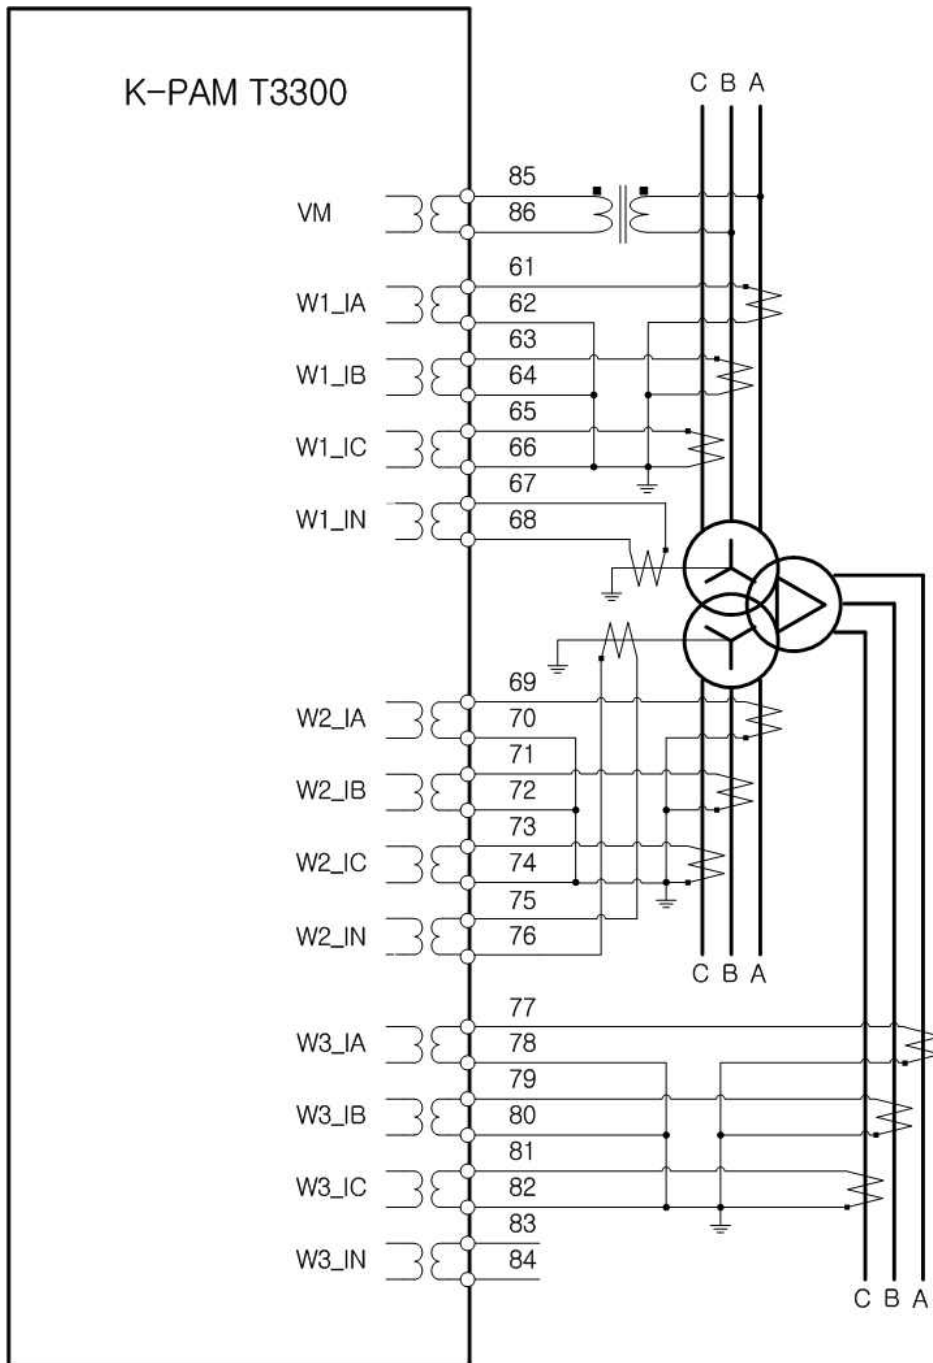 K-PAM T3300
C B A
85
VM
86
61
W1_IA
62
63
W1_IB
64
65
W1_IC
66
67
W1_IN
68
69
W2_IA
70
71
W2_IB
72
73
W2_IC
74
75
W2_IN
76
C B A
77
W3_IA
78
79
W3_IB
80
81
W3_IC
82
83
W3_IN
84
C B A